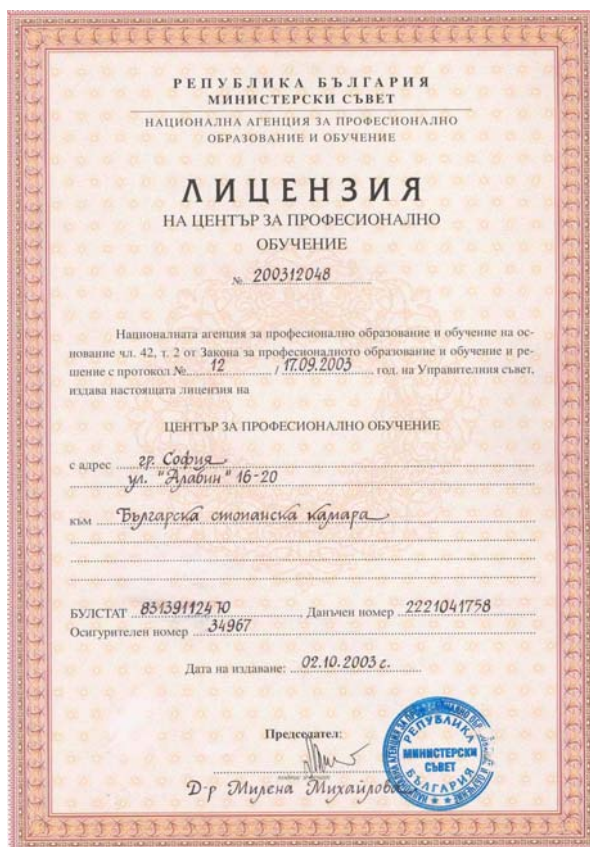 РЕПУБЛИКА БЪЛГАРИЯ
МИНИСТЕРСКИ СЪВЕТ
НАЦИОНАЛНА АГЕНЦИЯ ЗА ПРОФЕСИОНАЛНО
ОБРАЗОВАНИЕ И ОБУЧЕНИЕ
ЛИЦЕНЗИЯ
НА ЦЕНТЪР ЗА ПРОФЕСИОНАЛНО
ОБУЧЕНИЕ
№ 200312048
Националната агенция за професионално образование и обучение на ос-
нование чл. 42, т. 2 от Закона за професионалното образование и обучение и ре-
шение с протокол № 12 / 17.09.2003 год. на Управителния съвет,
издава настоящата лицензия на
ЦЕНТЪР ЗА ПРОФЕСИОНАЛНО ОБУЧЕНИЕ
с адрес гр. София
ул. "Алабин" 16-20
към Българска стопанска камара
БУЛСТАТ 8313911247О Данъчен номер 2221041758
Осигурителен номер 34967
Дата на издаване: 02.10.2003 г.
Председател:
Д-р Милена Михайлова
РЕПУБЛИКА БЪЛГАРИЯ
МИНИСТЕРСКИ
СЪВЕТ